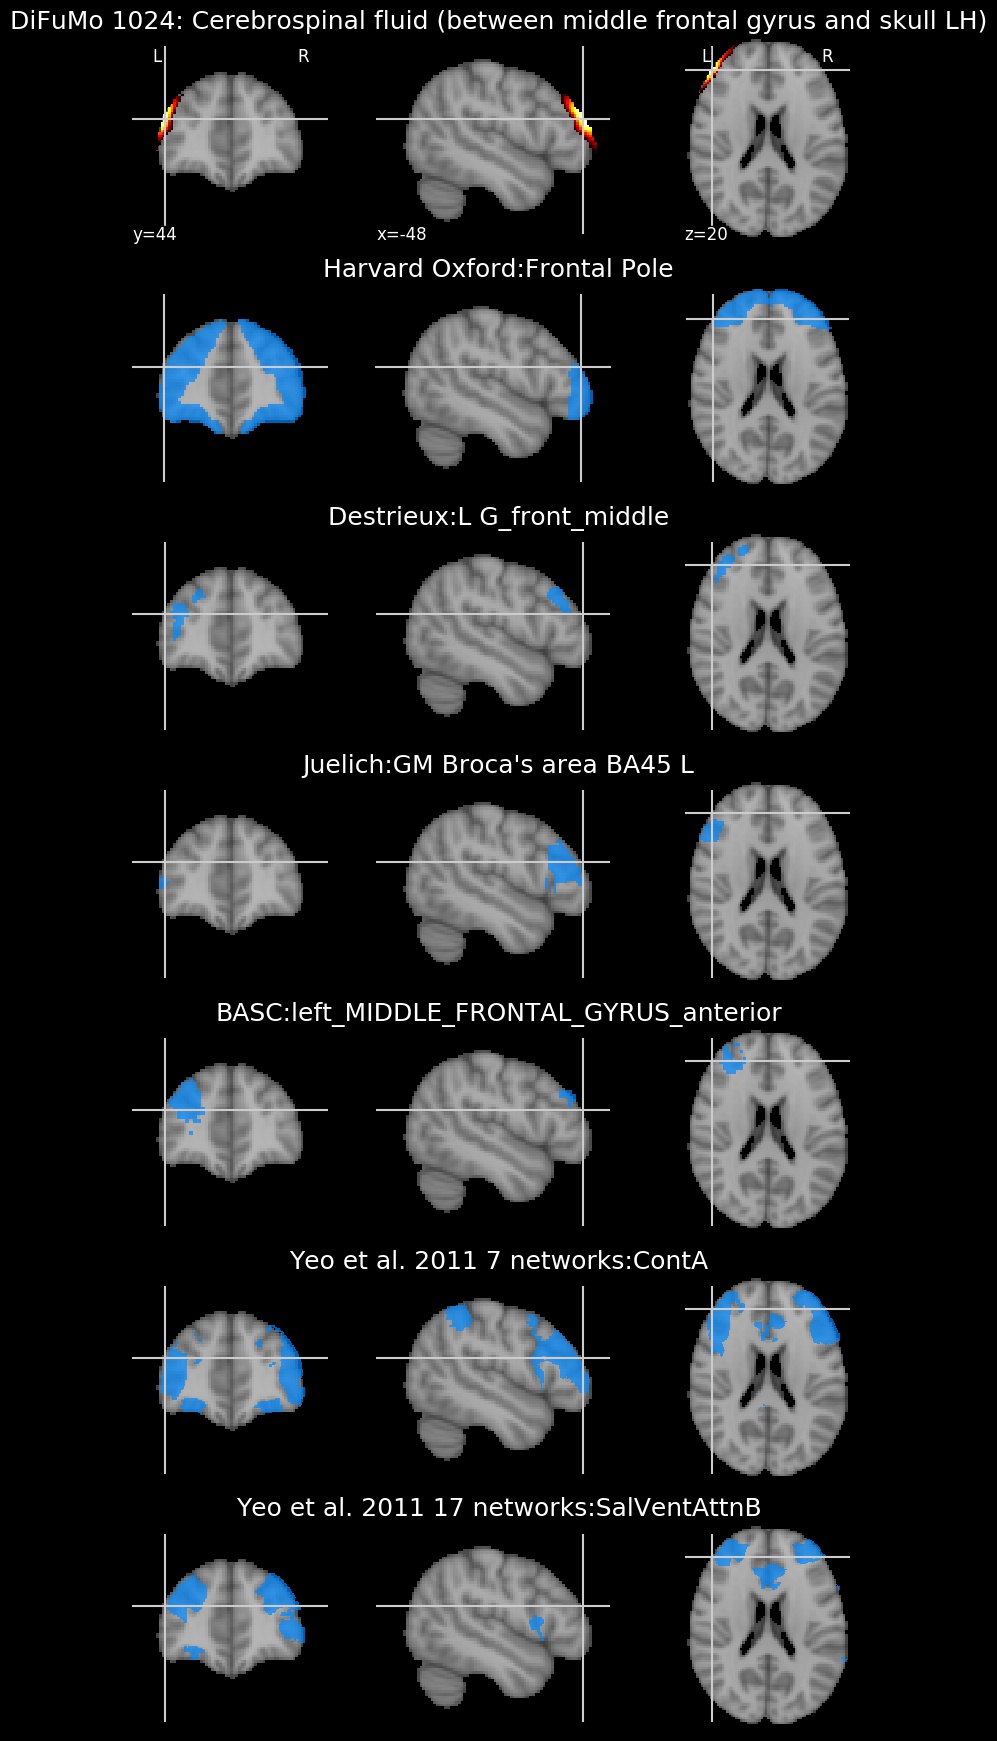 DiFuMo 1024: Cerebrospinal fluid (between middle frontal gyrus and skull LH)
L R L R
y=44 x=-48 z=20
Harvard Oxford:Frontal Pole
Destrieux:L G_front_middle
Juelich:GM Broca's area BA45 L
BASC:left_MIDDLE_FRONTAL_GYRUS_anterior
Yeo et al. 2011 7 networks:ContA
Yeo et al. 2011 17 networks:SalVentAttnB